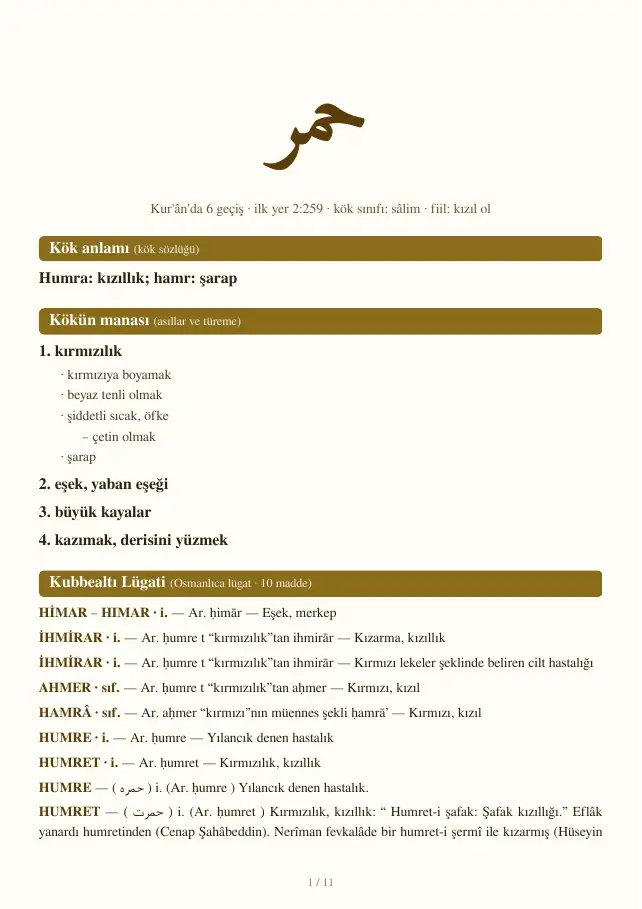 حمر
Kur'ân'da 6 geçiş · ilk yer 2:259 · kök sınıfı: sâlim · fiil: kızıl ol
Kök anlamı (kök sözlüğü)
Humra: kızıllık; hamr: şarap
Kökün manası (asıllar ve türeme)
1. kırmızılık
· kırmızıya boyamak
· beyaz tenli olmak
· şiddetli sıcak, öfke
– çetin olmak
· şarap
2. eşek, yaban eşeği
3. büyük kayalar
4. kazımak, derisini yüzmek
Kubbealtı Lügati (Osmanlıca lügat · 10 madde)
HİMAR – HIMAR · i. — Ar. ḥimār — Eşek, merkep
İHMİRAR · i. — Ar. ḥumre t “kırmızılık”tan ihmirār — Kızarma, kızıllık
İHMİRAR · i. — Ar. ḥumre t “kırmızılık”tan ihmirār — Kırmızı lekeler şeklinde beliren cilt hastalığı
AHMER · sıf. — Ar. ḥumre t “kırmızılık”tan aḥmer — Kırmızı, kızıl
HAMRÂ · sıf. — Ar. aḥmer “kırmızı”nın müennes şekli ḥamrā’ — Kırmızı, kızıl
HUMRE · i. — Ar. ḥumre — Yılancık denen hastalık
HUMRET · i. — Ar. ḥumret — Kırmızılık, kızıllık
HUMRE — ( حمره ) i. (Ar. ḥumre ) Yılancık denen hastalık.
HUMRET — ( حمرت ) i. (Ar. ḥumret ) Kırmızılık, kızıllık: “ Humret-i şafak: Şafak kızıllığı.” Eflâk
yanardı humretinden (Cenap Şahâbeddin). Nerîman fevkalâde bir humret-i şermî ile kızarmış (Hüseyin
1 / 11